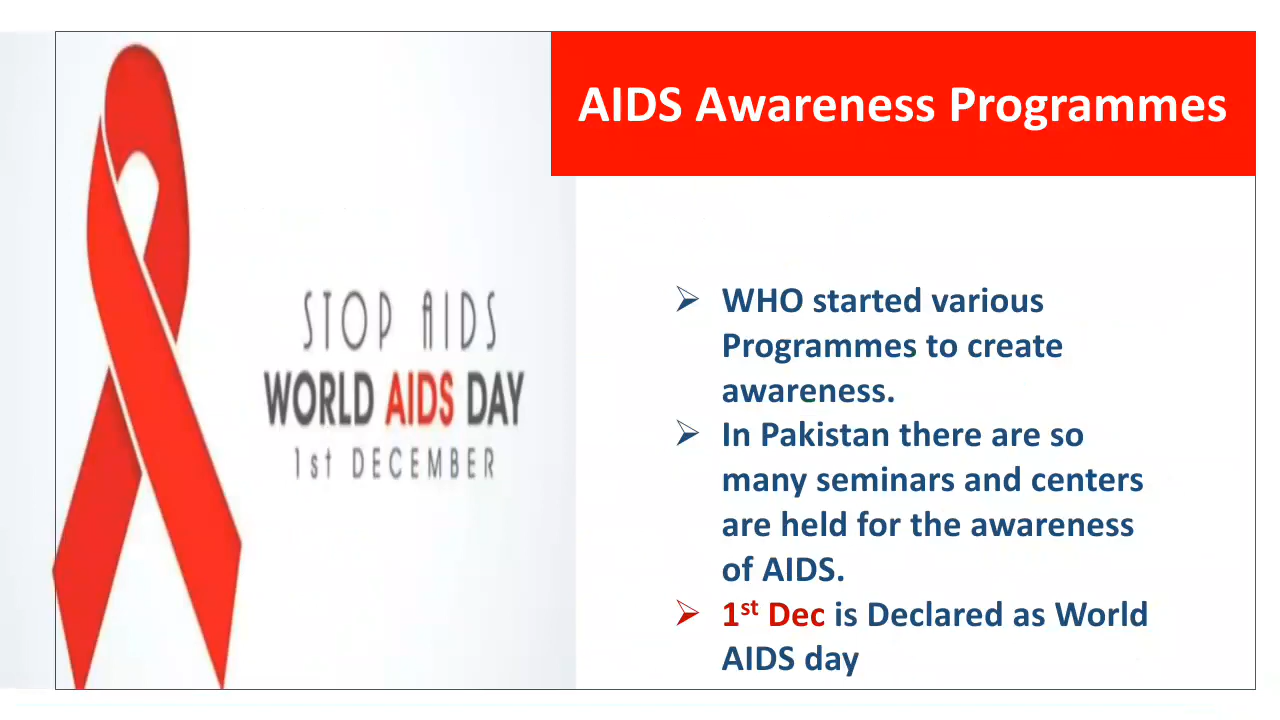 AIDS Awareness Programmes
STOP AIDS
WORLD AIDS DAY
1st DECEMBER
➢ WHO started various
Programmes to create
awareness.
➢ In Pakistan there are so
many seminars and centers
are held for the awareness
of AIDS.
➢ 1st Dec is Declared as World
AIDS day